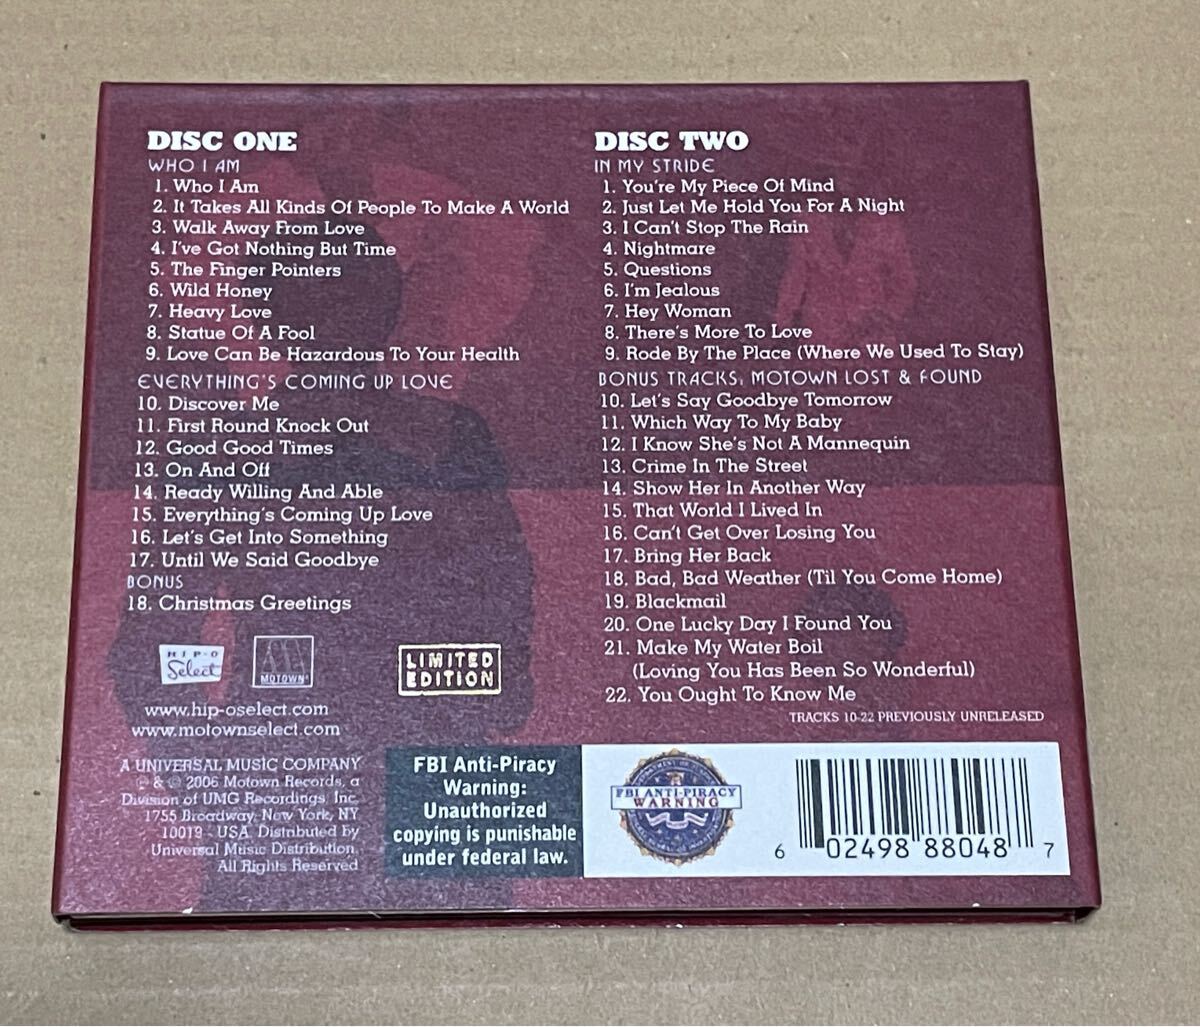 DISC ONE
WHO I AM
1. Who I Am
2. It Takes All Kinds Of People To Make A World
3. Walk Away From Love
4. I've Got Nothing But Time
5. The Finger Pointers
6. Wild Honey
7. Heavy Love
8. Statue Of A Fool
9. Love Can Be Hazardous To Your Health
EVERYTHING'S COMING UP LOVE
10. Discover Me
11. First Round Knock Out
12. Good Good Times
13. On And Off
14. Ready Willing And Able
15. Everything's Coming Up Love
16. Let's Get Into Something
17. Until We Said Goodbye
BONUS
18. Christmas Greetings
HIP-O
Select
MOTOWN®
LIMITED
EDITION
www.hip-oselect.com
www.motownselect.com
A UNIVERSAL MUSIC COMPANY
℗ & © 2006 Motown Records, a
Division of UMG Recordings, Inc.
1755 Broadway, New York, NY
10019 - USA. Distributed by
Universal Music Distribution.
All Rights Reserved
DISC TWO
IN MY STRIDE
1. You're My Piece Of Mind
2. Just Let Me Hold You For A Night
3. I Can't Stop The Rain
4. Nightmare
5. Questions
6. I'm Jealous
7. Hey Woman
8. There's More To Love
9. Rode By The Place (Where We Used To Stay)
BONUS TRACKS: MOTOWN LOST & FOUND
10. Let's Say Goodbye Tomorrow
11. Which Way To My Baby
12. I Know She's Not A Mannequin
13. Crime In The Street
14. Show Her In Another Way
15. That World I Lived In
16. Can't Get Over Losing You
17. Bring Her Back
18. Bad, Bad Weather (Til You Come Home)
19. Blackmail
20. One Lucky Day I Found You
21. Make My Water Boil
(Loving You Has Been So Wonderful)
22. You Ought To Know Me
TRACKS 10-22 PREVIOUSLY UNRELEASED
FBI Anti-Piracy
Warning:
Unauthorized
copying is punishable
under federal law.
FBI ANTI-PIRACY
WARNING
6 02498 88048 7